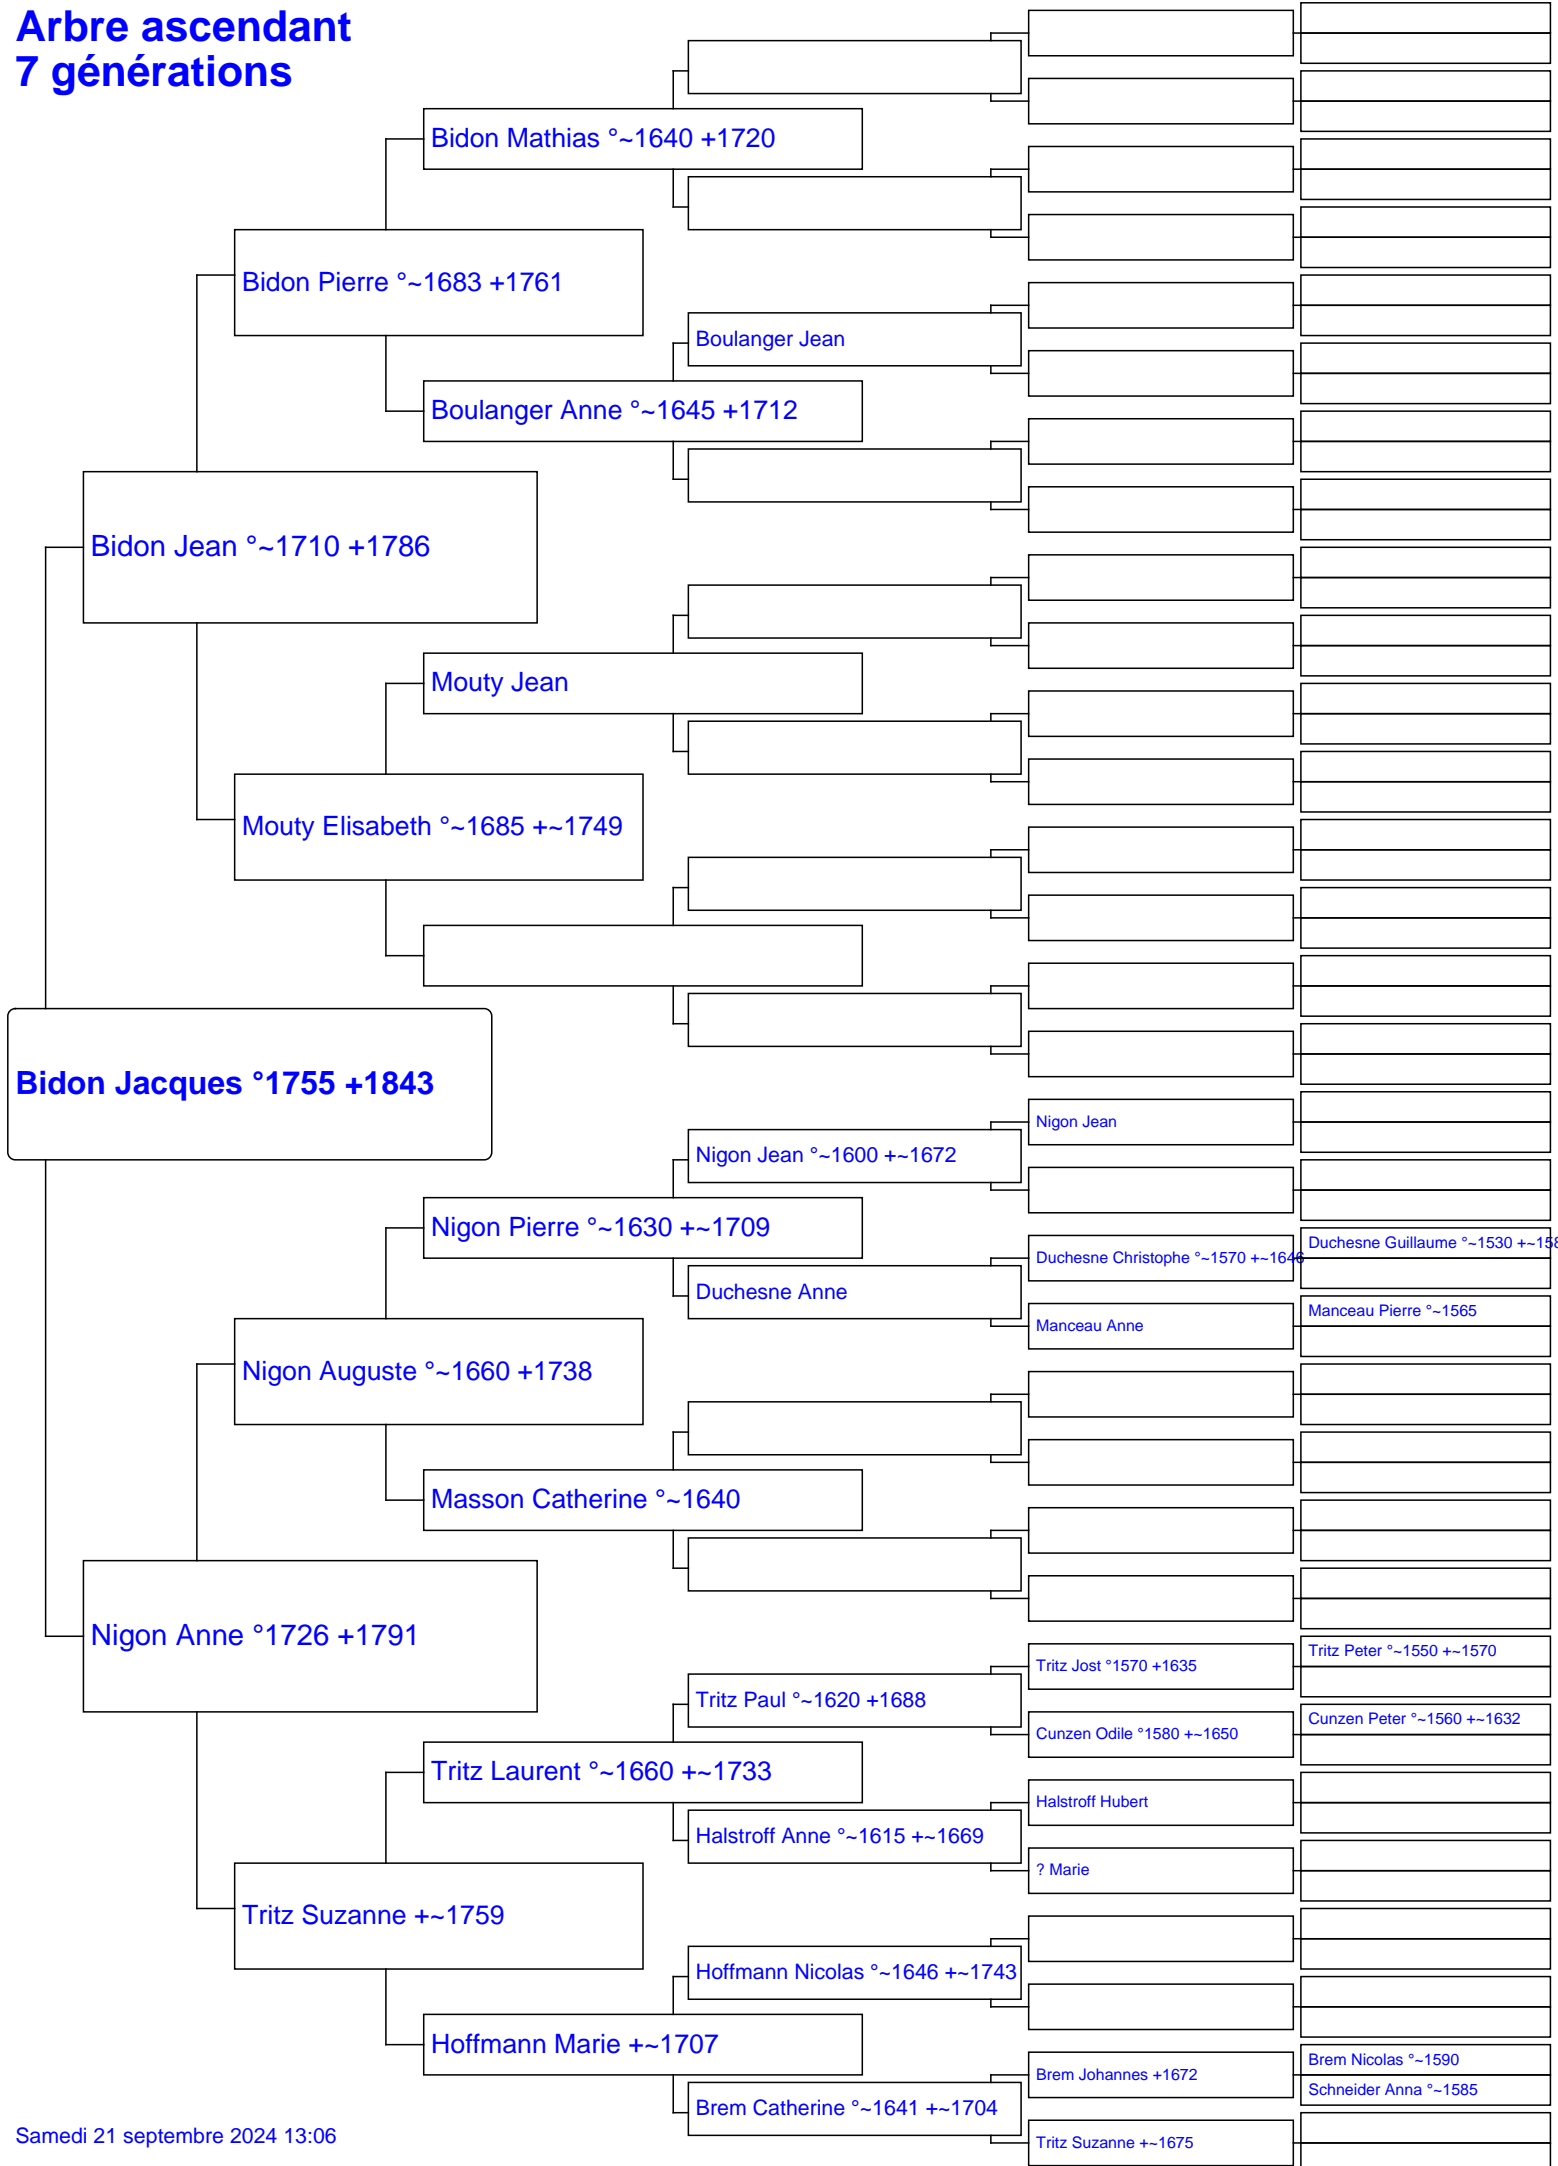 Arbre ascendant
7 générations
Bidon Mathias °~1640 +1720
Bidon Pierre °~1683 +1761
Boulanger Jean
Boulanger Anne °~1645 +1712
Bidon Jean °~1710 +1786
Mouty Jean
Mouty Elisabeth °~1685 +~1749
Bidon Jacques °1755 +1843
Nigon Jean
Nigon Jean °~1600 +~1672
Nigon Pierre °~1630 +~1709
Duchesne Guillaume °~1530 +~158
Duchesne Christophe °~1570 +~1646
Duchesne Anne
Manceau Pierre °~1565
Manceau Anne
Nigon Auguste °~1660 +1738
Masson Catherine °~1640
Nigon Anne °1726 +1791
Tritz Peter °~1550 +~1570
Tritz Jost °1570 +1635
Tritz Paul °~1620 +1688
Cunzen Peter °~1560 +~1632
Cunzen Odile °1580 +~1650
Tritz Laurent °~1660 +~1733
Halstroff Hubert
Halstroff Anne °~1615 +~1669
? Marie
Tritz Suzanne +~1759
Hoffmann Nicolas °~1646 +~1743
Hoffmann Marie +~1707
Brem Nicolas °~1590
Brem Johannes +1672
Schneider Anna °~1585
Brem Catherine °~1641 +~1704
Tritz Suzanne +~1675
Samedi 21 septembre 2024 13:06